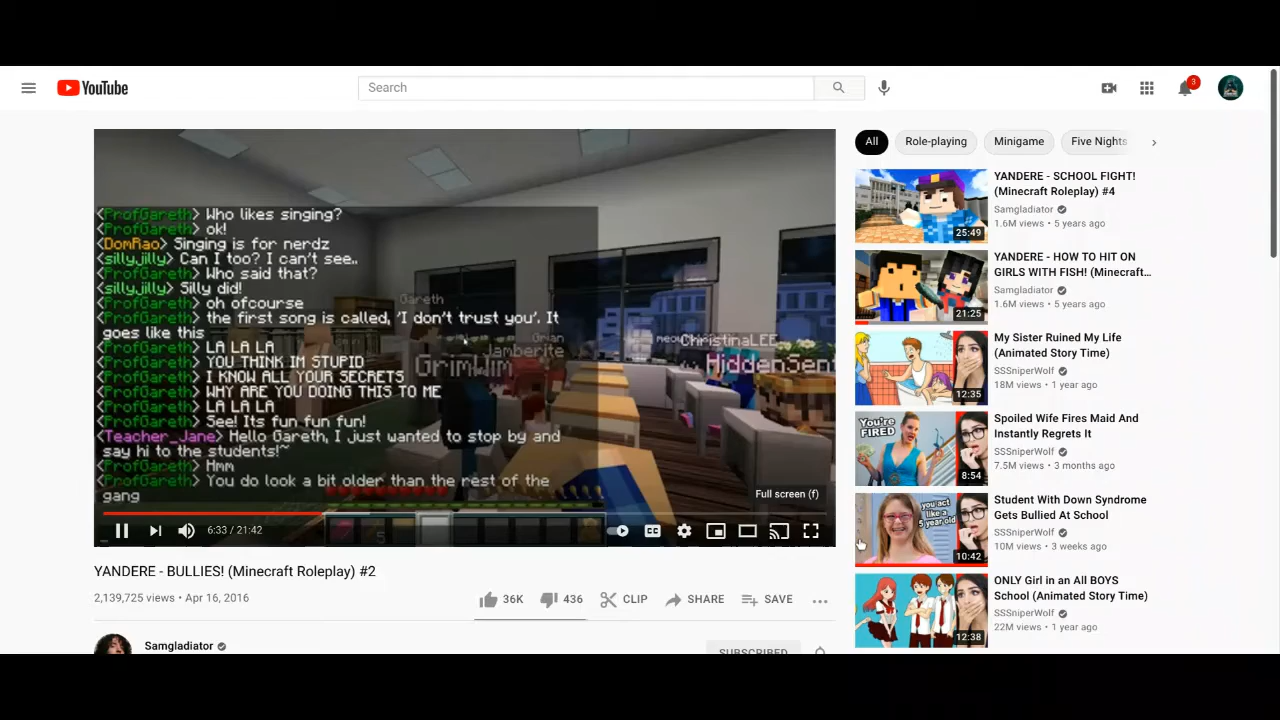 YouTube
Search
3
<ProfGareth> Who likes singing?
<ProfGareth> ok!
<DomRao> Singing is for nerdz
<silly.jilly> Can I too? I can't see..
<ProfGareth> Who said that?
<silly.jilly> Silly did!
<ProfGareth> oh ofcourse
<ProfGareth> the first song is called, 'I don't trust you'. It
goes like this
<ProfGareth> LA LA LA
<ProfGareth> YOU THINK IM STUPID
<ProfGareth> I KNOW ALL YOUR SECRETS
<ProfGareth> WHY ARE YOU DOING THIS TO ME
<ProfGareth> LA LA LA
<ProfGareth> See! Its fun fun fun!
<Teacher_Jane> Hello Gareth, I just wanted to stop by and
say hi to the students!~
<ProfGareth> Hmm
<ProfGareth> You do look a bit older than the rest of the
gang
Gareth
GrimWim
Grian
iamberite
ChristinaLEE
HiddenSen
Full screen (f)
6:33 / 21:42
CC
YANDERE - BULLIES! (Minecraft Roleplay) #2
2,139,725 views • Apr 16, 2016
36K
436
CLIP
SHARE
SAVE
Samgladiator
SUBSCRIBED
All
Role-playing
Minigame
Five Nights
YANDERE - SCHOOL FIGHT!
(Minecraft Roleplay) #4
Samgladiator
1.6M views • 5 years ago
25:49
YANDERE - HOW TO HIT ON
GIRLS WITH FISH! (Minecraft...
Samgladiator
1.6M views • 5 years ago
21:25
My Sister Ruined My Life
(Animated Story Time)
SSSniperWolf
18M views • 1 year ago
12:35
You're
FIRED
Spoiled Wife Fires Maid And
Instantly Regrets It
SSSniperWolf
7.5M views • 3 months ago
8:54
you act
like a
5 year old
Student With Down Syndrome
Gets Bullied At School
SSSniperWolf
10M views • 3 weeks ago
10:42
ONLY Girl in an All BOYS
School (Animated Story Time)
SSSniperWolf
22M views • 1 year ago
12:38